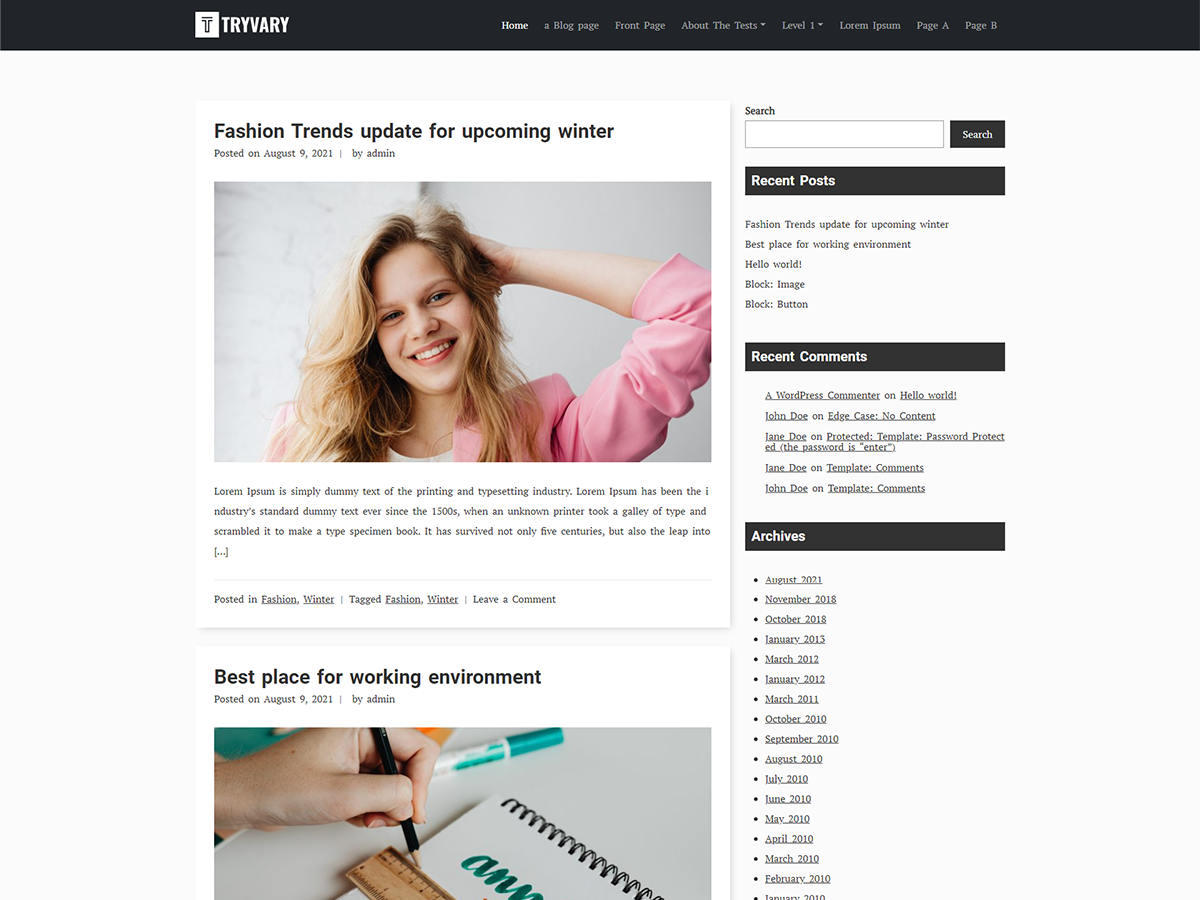 TRYVARY
Home a Blog page Front Page About The Tests Level 1 Lorem Ipsum Page A Page B
Fashion Trends update for upcoming winter
Posted on August 9, 2021 | by admin
Lorem Ipsum is simply dummy text of the printing and typesetting industry. Lorem Ipsum has been the i
ndustry's standard dummy text ever since the 1500s, when an unknown printer took a galley of type and
scrambled it to make a type specimen book. It has survived not only five centuries, but also the leap into
[…]
Posted in Fashion, Winter | Tagged Fashion, Winter | Leave a Comment
Best place for working environment
Posted on August 9, 2021 | by admin
Search
Search
Recent Posts
Fashion Trends update for upcoming winter
Best place for working environment
Hello world!
Block: Image
Block: Button
Recent Comments
A WordPress Commenter on Hello world!
John Doe on Edge Case: No Content
Jane Doe on Protected: Template: Password Protect
ed (the password is “enter”)
Jane Doe on Template: Comments
John Doe on Template: Comments
Archives
August 2021
November 2018
October 2018
January 2013
March 2012
January 2012
March 2011
October 2010
September 2010
August 2010
July 2010
June 2010
May 2010
April 2010
March 2010
February 2010
January 2010